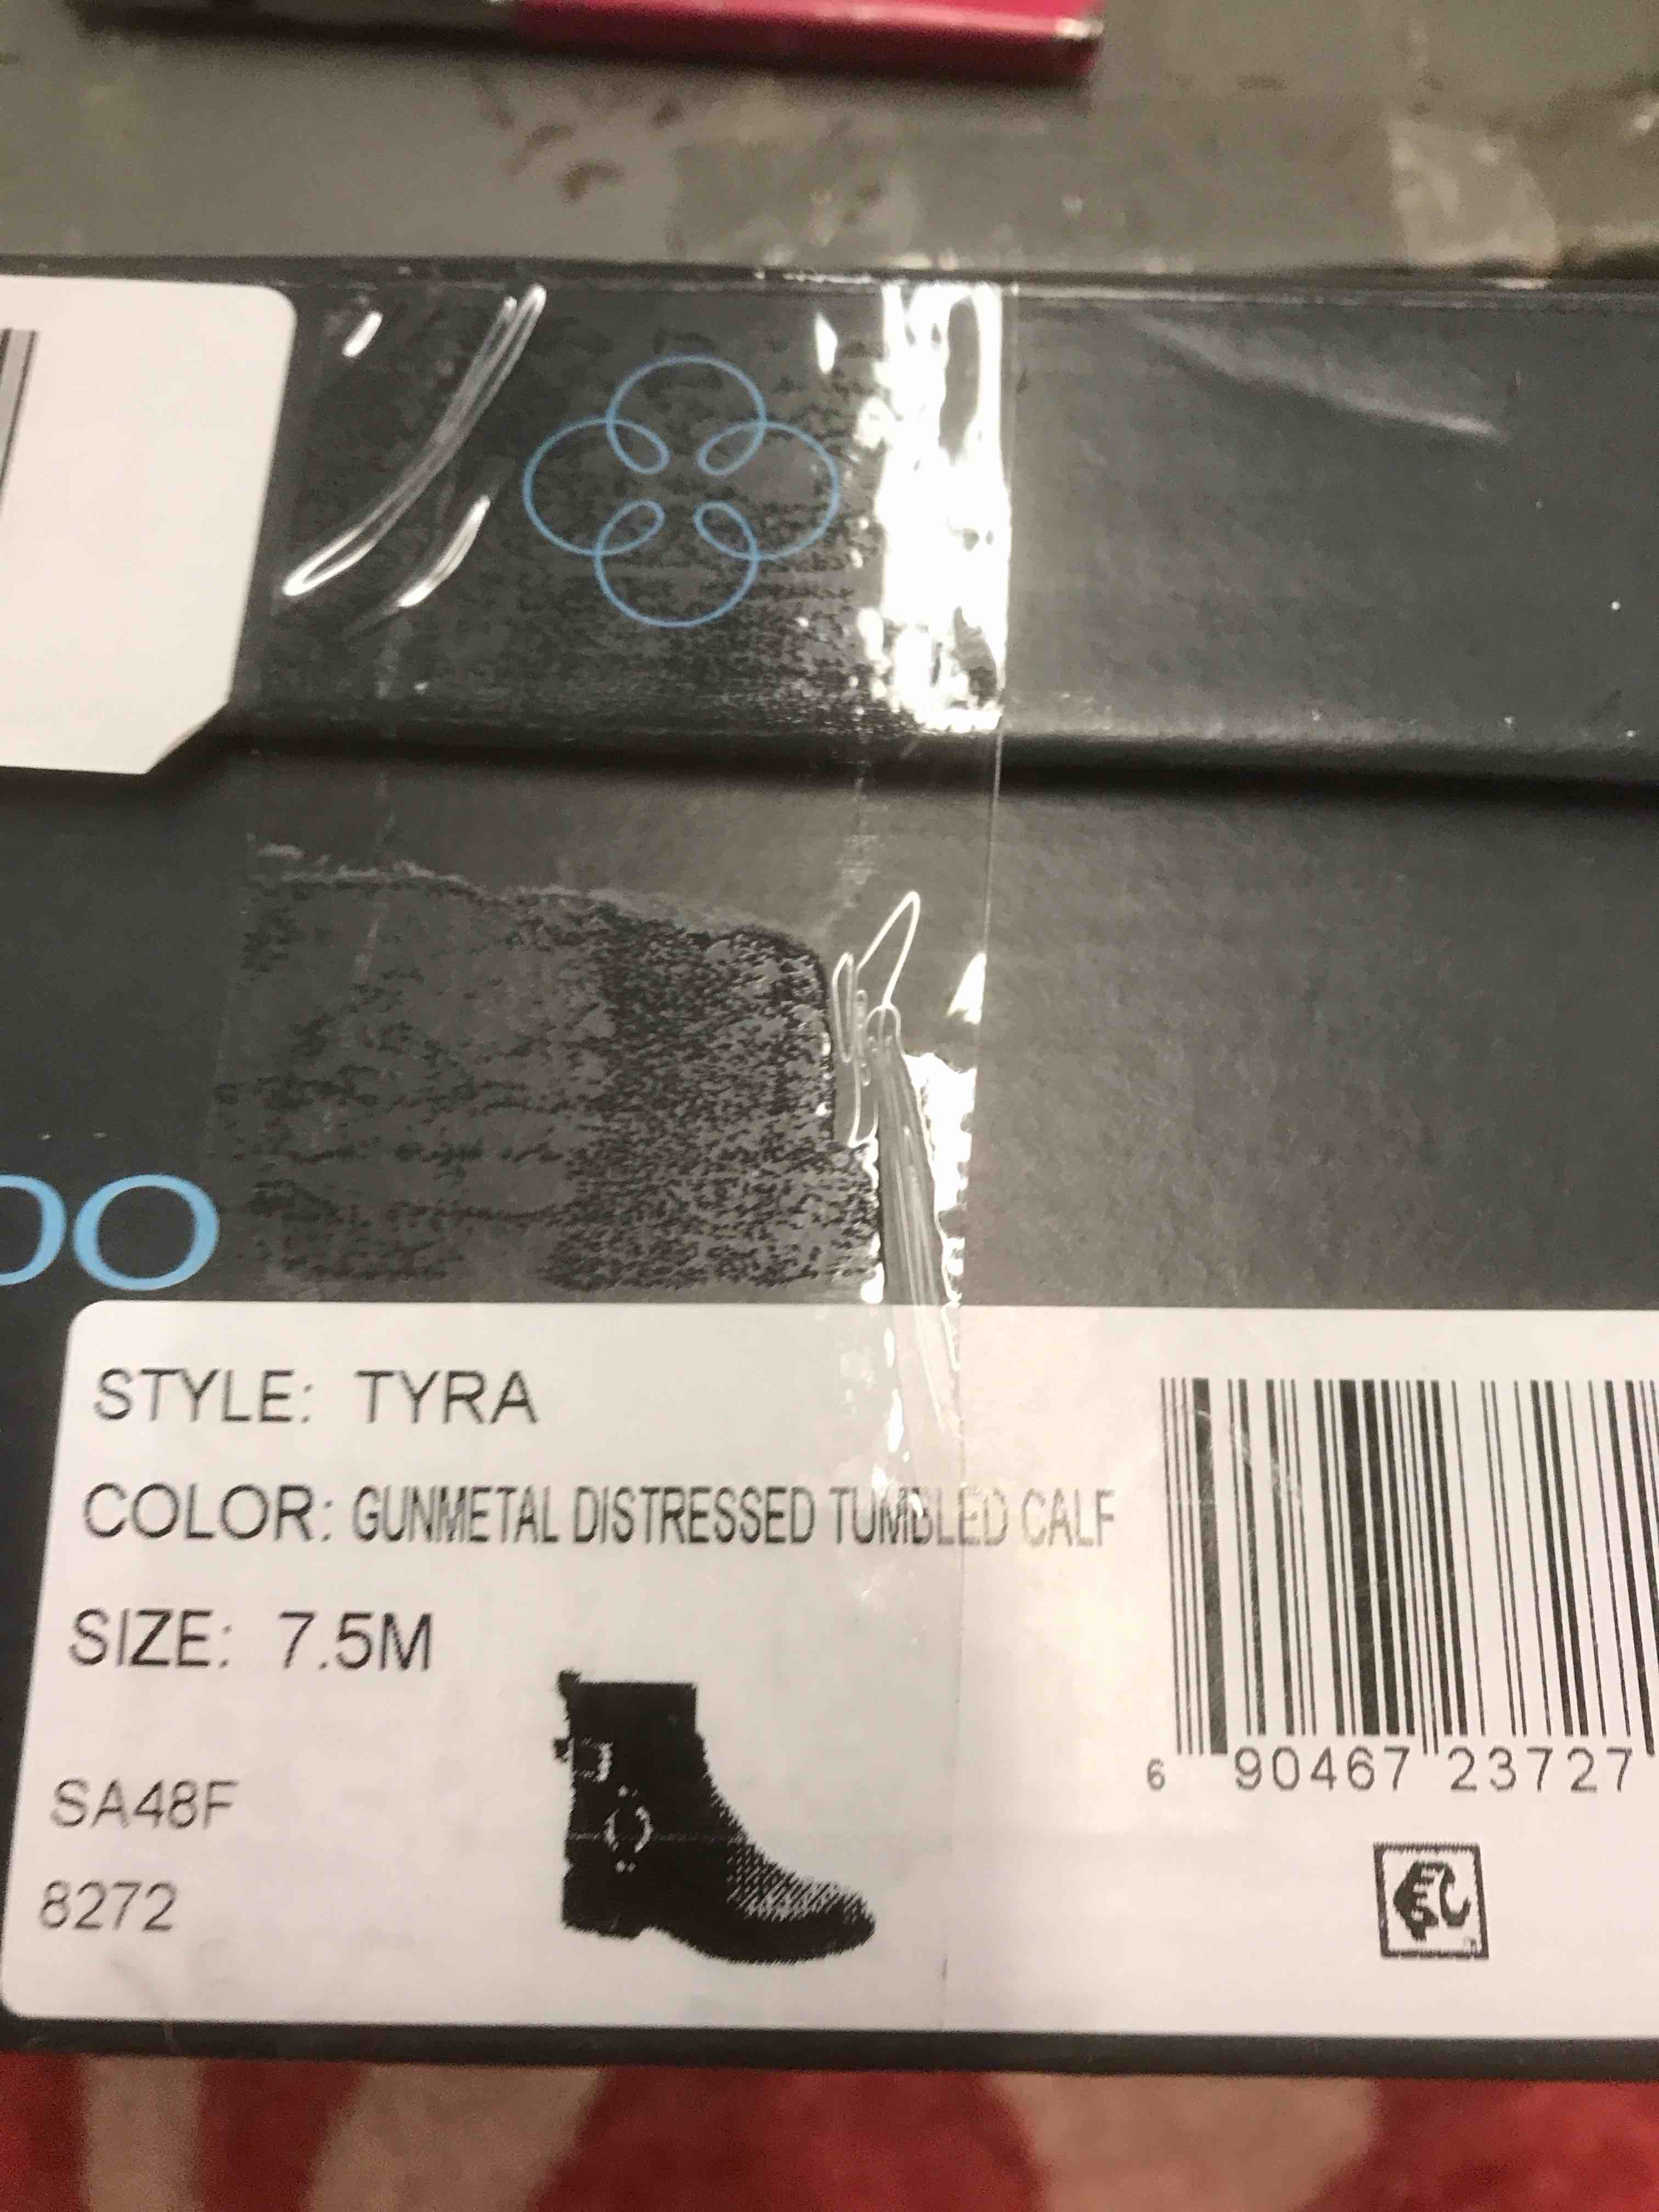 OO
STYLE: TYRA
COLOR: GUNMETAL DISTRESSED TUMBLED CALF
SIZE: 7.5M
SA48F
8272
6 90467 23727